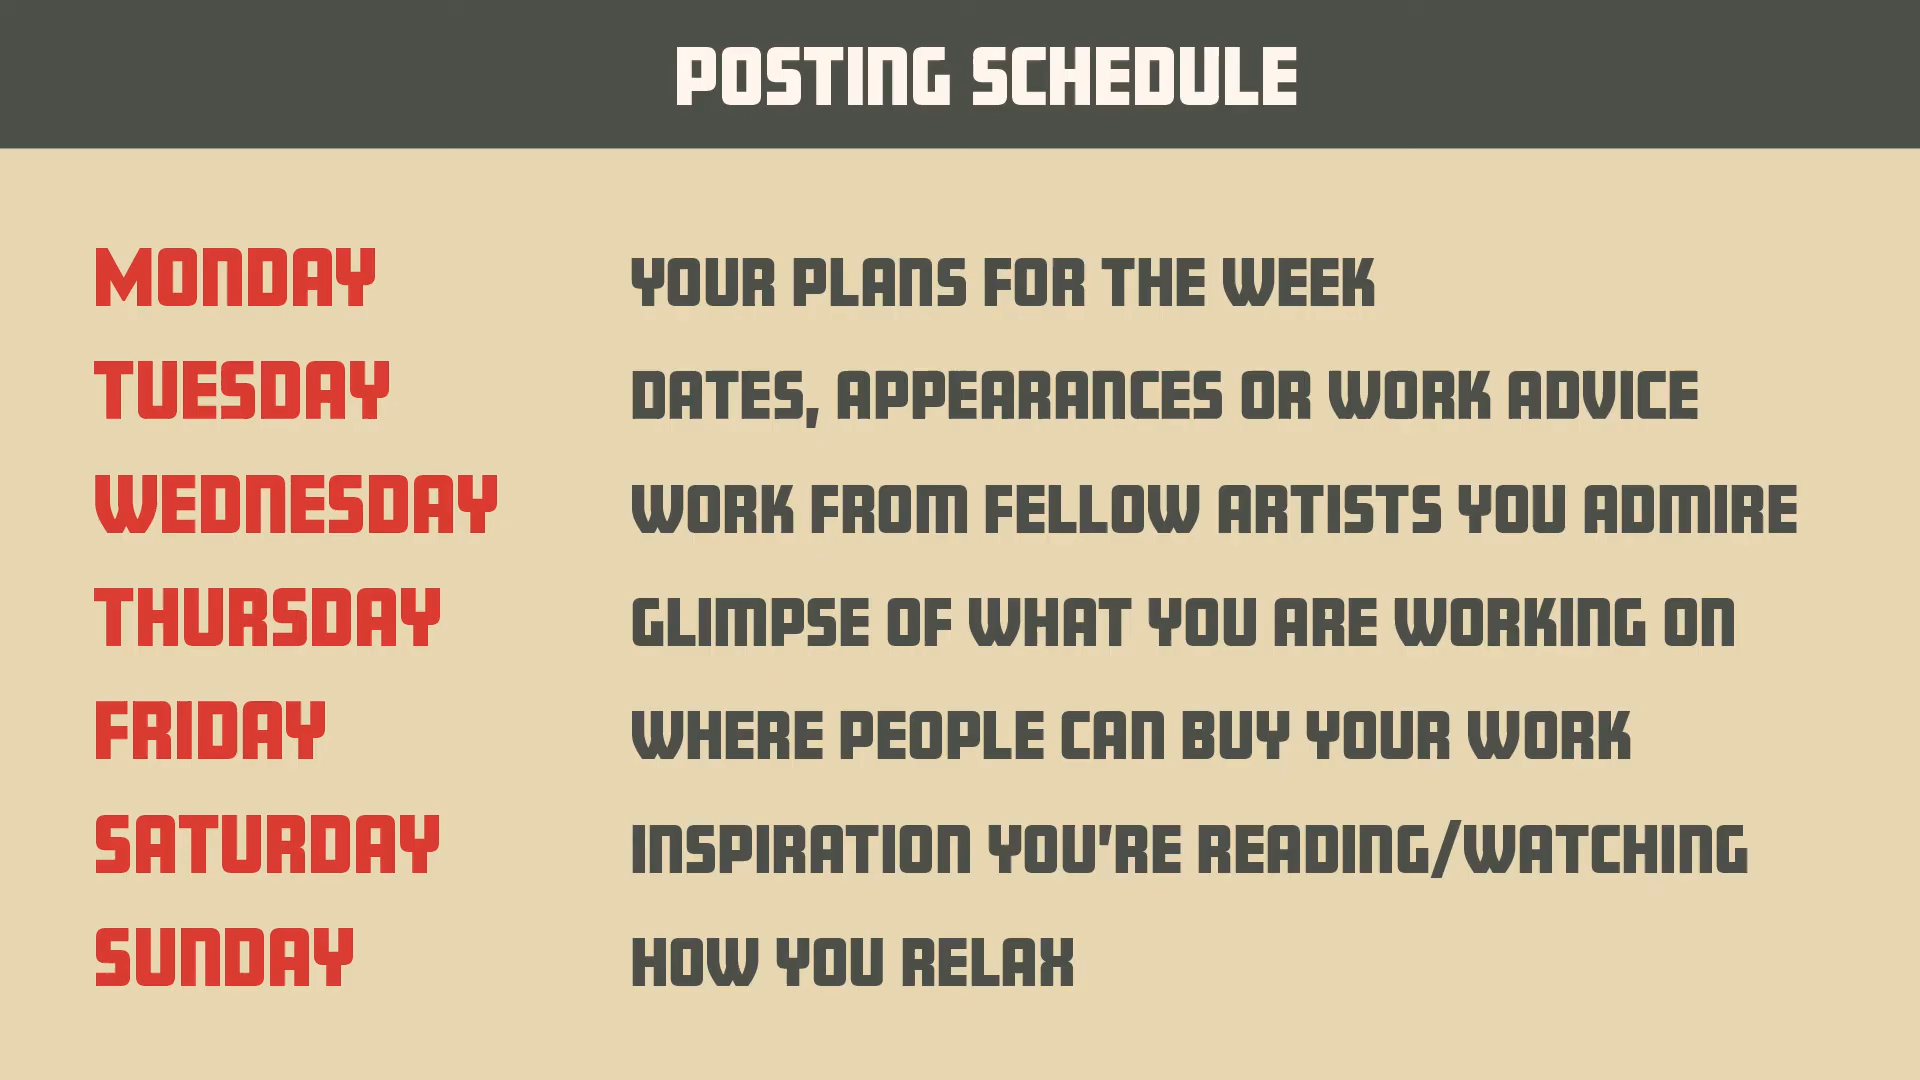 POSTING SCHEDULE
MONDAY YOUR PLANS FOR THE WEEK
TUESDAY DATES, APPEARANCES OR WORK ADVICE
WEDNESDAY WORK FROM FELLOW ARTISTS YOU ADMIRE
THURSDAY GLIMPSE OF WHAT YOU ARE WORKING ON
FRIDAY WHERE PEOPLE CAN BUY YOUR WORK
SATURDAY INSPIRATION YOU'RE READING/WATCHING
SUNDAY HOW YOU RELAX